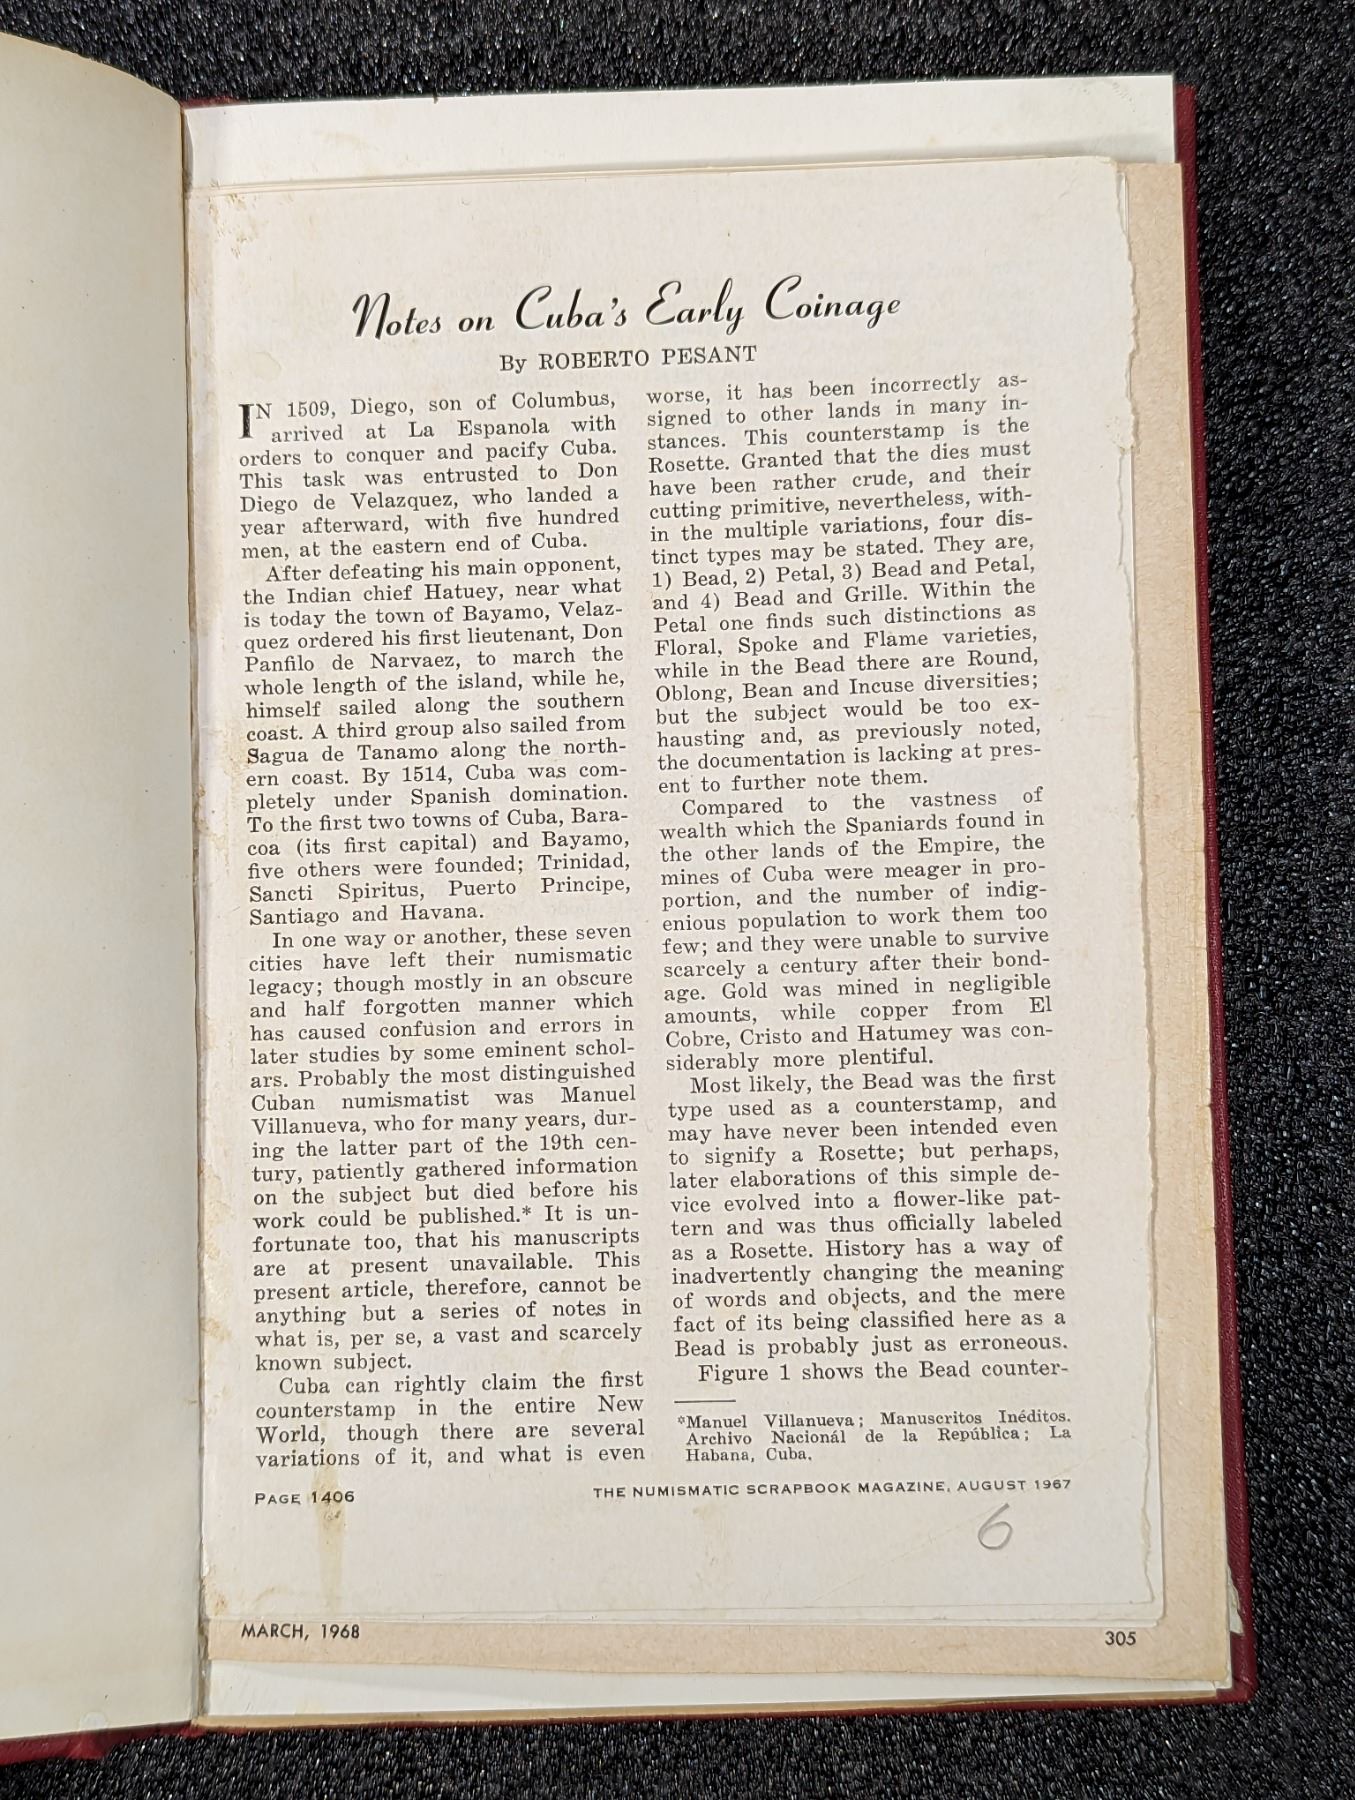 Notes on Cuba's Early Coinage
By ROBERTO PESANT
IN 1509, Diego, son of Columbus,
arrived at La Espanola with
orders to conquer and pacify Cuba.
This task was entrusted to Don
Diego de Velazquez, who landed a
year afterward, with five hundred
men, at the eastern end of Cuba.
After defeating his main opponent,
the Indian chief Hatuey, near what
is today the town of Bayamo, Velaz-
quez ordered his first lieutenant, Don
Panfilo de Narvaez, to march the
whole length of the island, while he,
himself sailed along the southern
coast. A third group also sailed from
Sagua de Tanamo along the north-
ern coast. By 1514, Cuba was com-
pletely under Spanish domination.
To the first two towns of Cuba, Bara-
coa (its first capital) and Bayamo,
five others were founded; Trinidad,
Sancti Spiritus, Puerto Principe,
Santiago and Havana.
In one way or another, these seven
cities have left their numismatic
legacy; though mostly in an obscure
and half forgotten manner which
has caused confusion and errors in
later studies by some eminent schol-
ars. Probably the most distinguished
Cuban numismatist was Manuel
Villanueva, who for many years, dur-
ing the latter part of the 19th cen-
tury, patiently gathered information
on the subject but died before his
work could be published.* It is un-
fortunate too, that his manuscripts
are at present unavailable. This
present article, therefore, cannot be
anything but a series of notes in
what is, per se, a vast and scarcely
known subject.
Cuba can rightly claim the first
counterstamp in the entire New
World, though there are several
variations of it, and what is even
worse, it has been incorrectly as-
signed to other lands in many in-
stances. This counterstamp is the
Rosette. Granted that the dies must
have been rather crude, and their
cutting primitive, nevertheless, with-
in the multiple variations, four dis-
tinct types may be stated. They are,
1) Bead, 2) Petal, 3) Bead and Petal,
and 4) Bead and Grille. Within the
Petal one finds such distinctions as
Floral, Spoke and Flame varieties,
while in the Bead there are Round,
Oblong, Bean and Incuse diversities;
but the subject would be too ex-
hausting and, as previously noted,
the documentation is lacking at pres-
ent to further note them.
Compared to the vastness of
wealth which the Spaniards found in
the other lands of the Empire, the
mines of Cuba were meager in pro-
portion, and the number of indig-
enious population to work them too
few; and they were unable to survive
scarcely a century after their bond-
age. Gold was mined in negligible
amounts, while copper from El
Cobre, Cristo and Hatumey was con-
siderably more plentiful.
Most likely, the Bead was the first
type used as a counterstamp, and
may have never been intended even
to signify a Rosette; but perhaps,
later elaborations of this simple de-
vice evolved into a flower-like pat-
tern and was thus officially labeled
as a Rosette. History has a way of
inadvertently changing the meaning
of words and objects, and the mere
fact of its being classified here as a
Bead is probably just as erroneous.
Figure 1 shows the Bead counter-
*Manuel Villanueva; Manuscritos Inéditos.
Archivo Nacionál de la República; La
Habana, Cuba.
PAGE 1406
THE NUMISMATIC SCRAPBOOK MAGAZINE, AUGUST 1967
6
MARCH, 1968
305